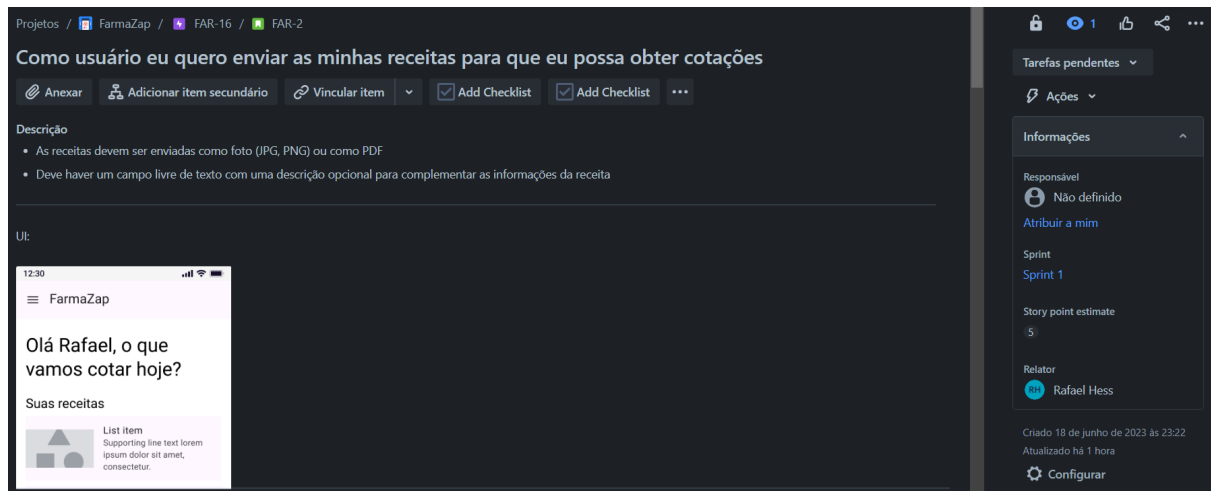 Projetos / FarmaZap / FAR-16 / FAR-2
Como usuário eu quero enviar as minhas receitas para que eu possa obter cotações
Anexar Adicionar item secundário Vincular item Add Checklist Add Checklist
Descrição
As receitas devem ser enviadas como foto (JPG, PNG) ou como PDF
Deve haver um campo livre de texto com uma descrição opcional para complementar as informações da receita
UI:
12:30
FarmaZap
Olá Rafael, o que
vamos cotar hoje?
Suas receitas
List item
Supporting line text lorem
ipsum dolor sit amet,
consectetur.
1
Tarefas pendentes
Ações
Informações
Responsável
Não definido
Atribuir a mim
Sprint
Sprint 1
Story point estimate
5
Relator
RH Rafael Hess
Criado 18 de junho de 2023 às 23:22
Atualizado há 1 hora
Configurar